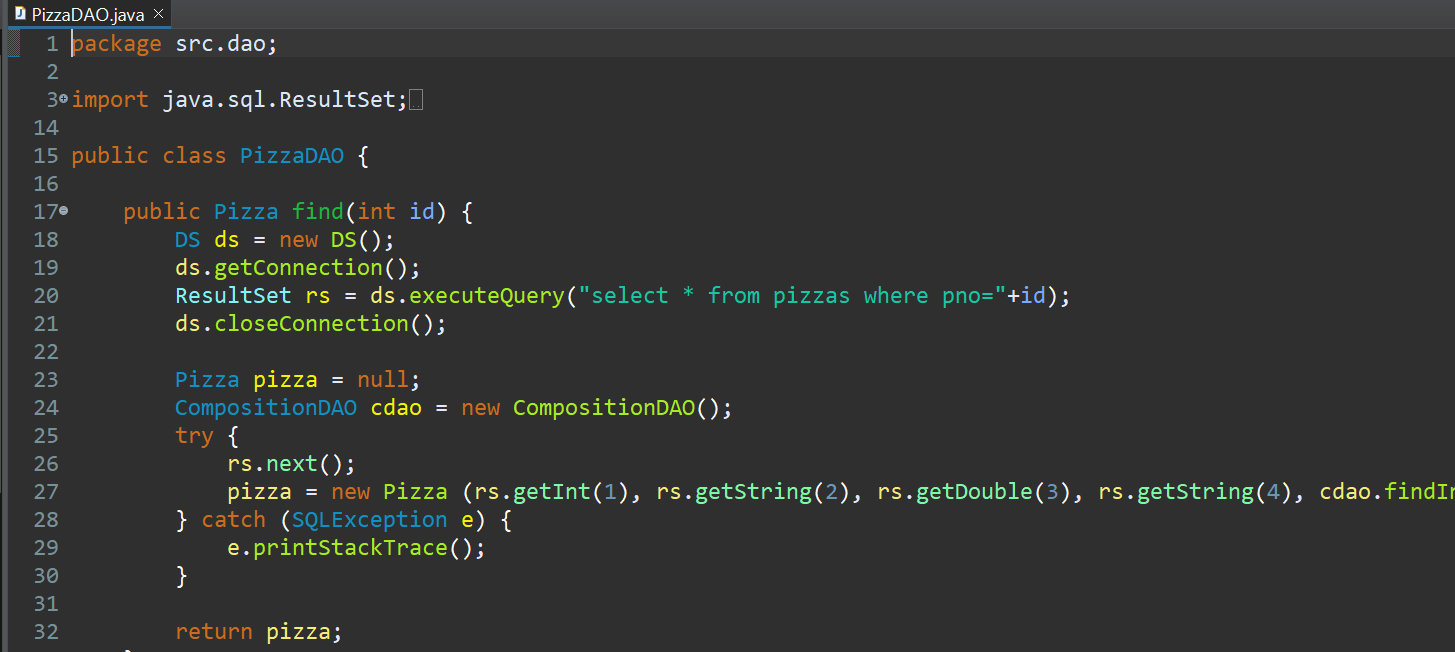 PizzaDAO.java
1 package src.dao;
2
3 import java.sql.ResultSet;
14
15 public class PizzaDAO {
16
17 public Pizza find(int id) {
18 DS ds = new DS();
19 ds.getConnection();
20 ResultSet rs = ds.executeQuery("select * from pizzas where pno="+id);
21 ds.closeConnection();
22
23 Pizza pizza = null;
24 CompositionDAO cdao = new CompositionDAO();
25 try {
26 rs.next();
27 pizza = new Pizza (rs.getInt(1), rs.getString(2), rs.getDouble(3), rs.getString(4), cdao.findIn
28 } catch (SQLException e) {
29 e.printStackTrace();
30 }
31
32 return pizza;